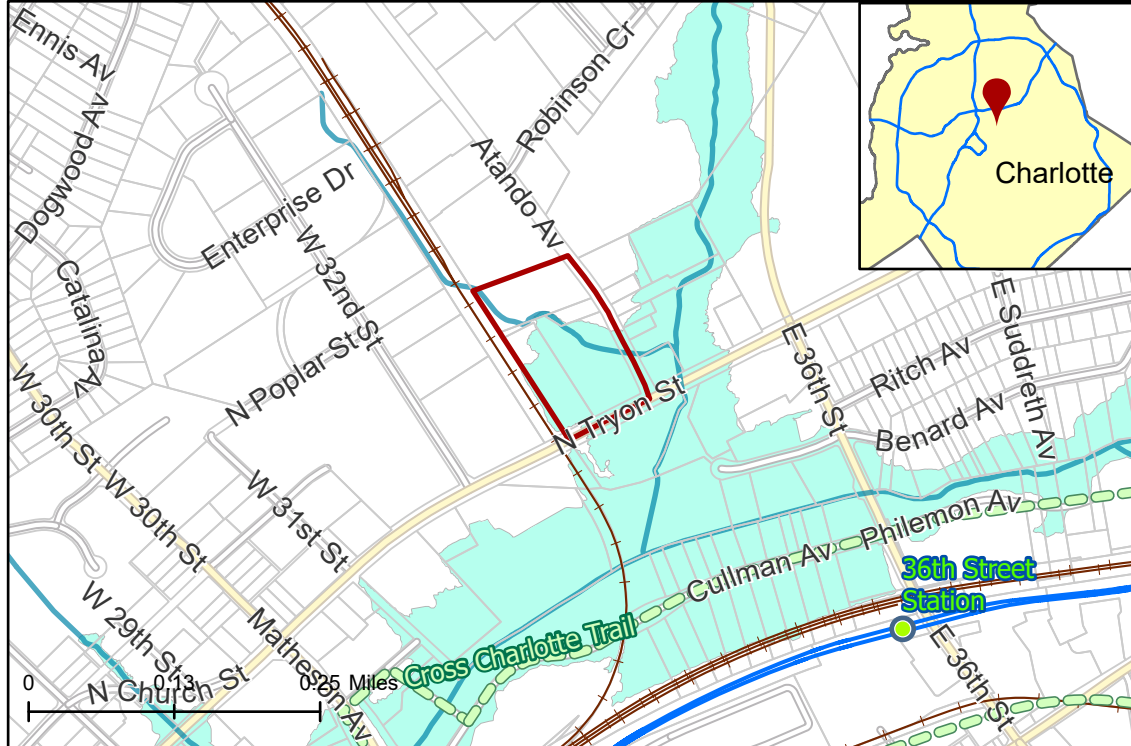 Ennis Av
Dogwood Av
Robinson Cr
Atando Av
Charlotte
Enterprise Dr
W 32nd St
Catalina Av
N Poplar St
E Suddreth Av
E 36th St
Ritch Av
Benard Av
N Tryon St
W 30th St
W 30th St
W 31st St
Philemon Av
Cullman Av
36th Street
Station
W 29th St
Matheson Av
Cross Charlotte Trail
E 36th St
N Church St
0 0.13 0.25 Miles